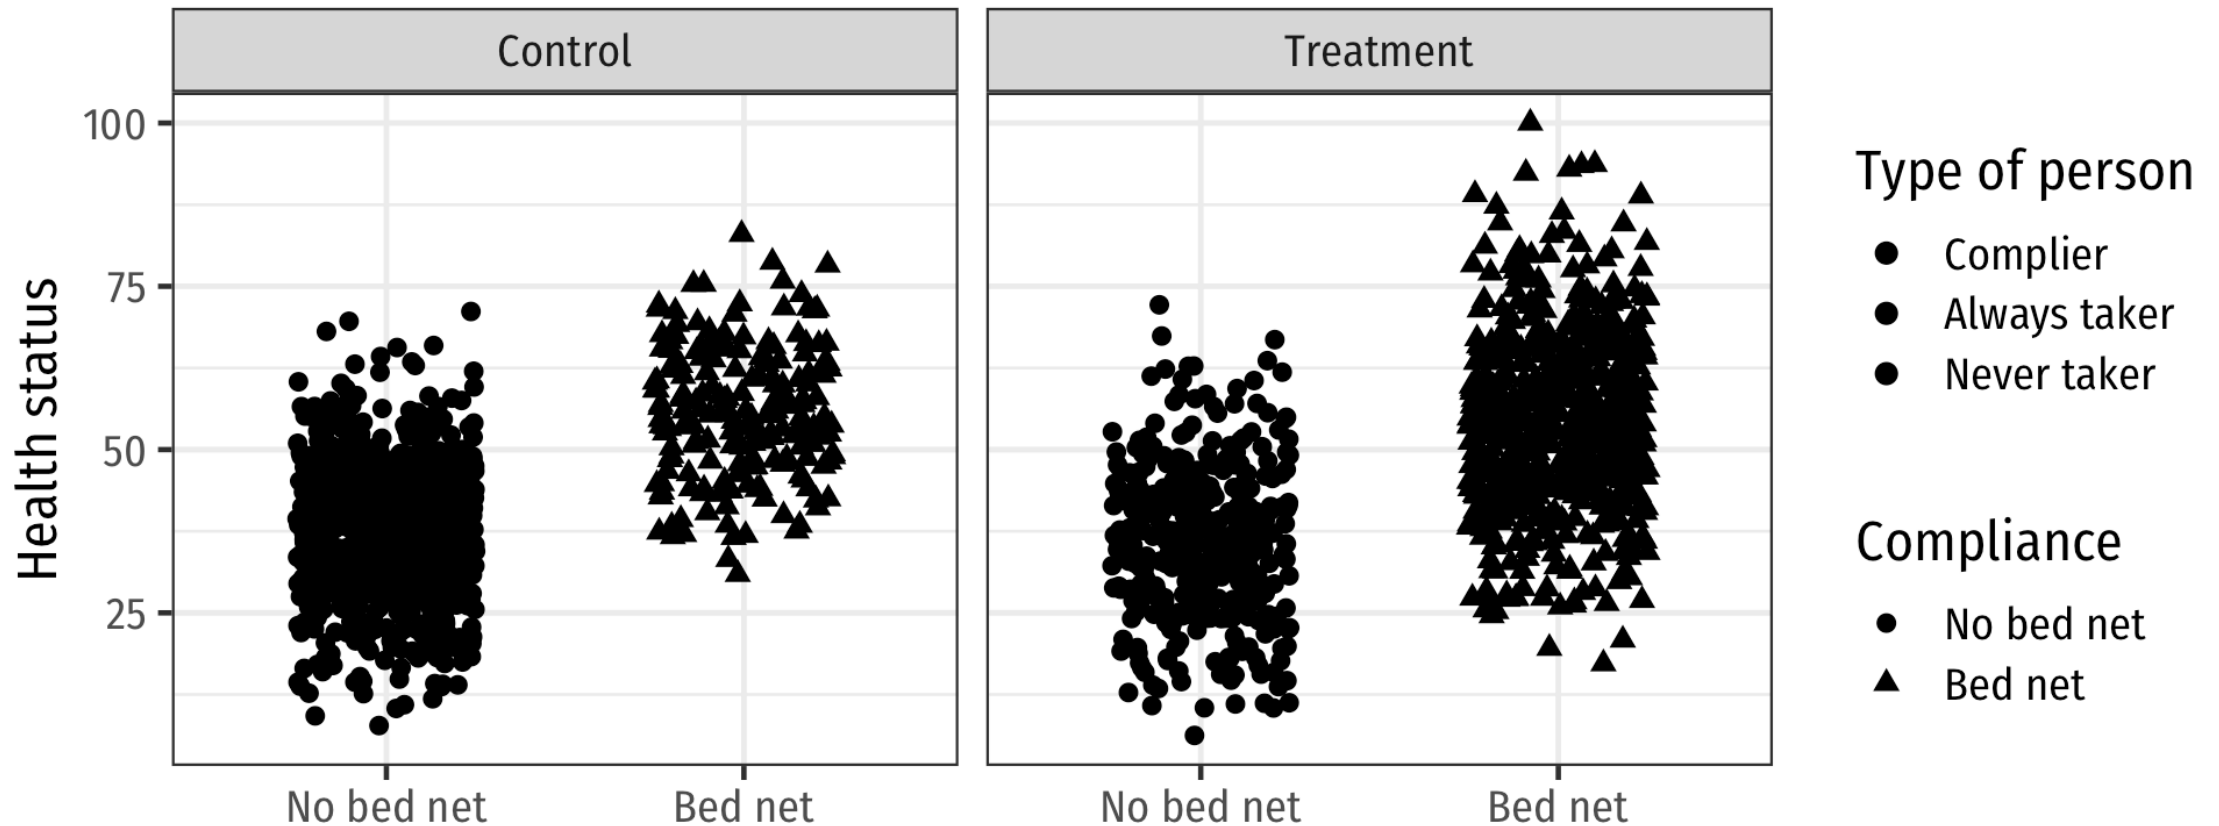 Control
Treatment
Health status
100
75
50
25
No bed net
Bed net
No bed net
Bed net
Type of person
Complier
Always taker
Never taker
Compliance
No bed net
Bed net